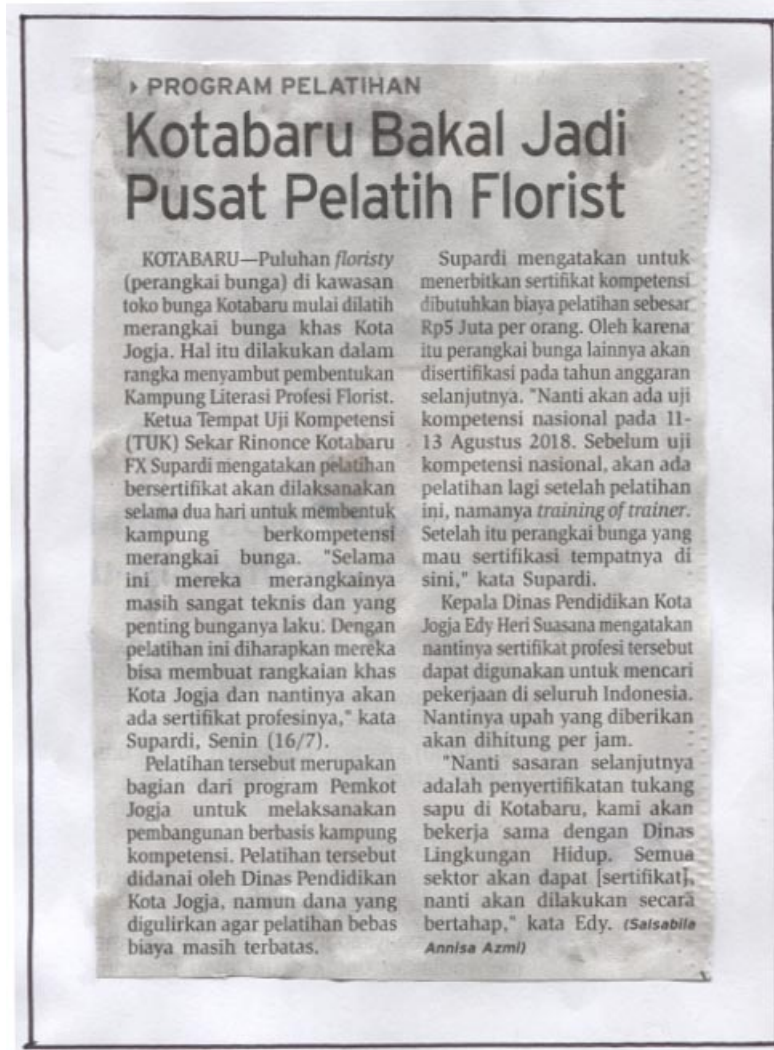 PROGRAM PELATIHAN
Kotabaru Bakal Jadi
Pusat Pelatih Florist
KOTABARU—Puluhan floristy
(perangkai bunga) di kawasan
toko bunga Kotabaru mulai dilatih
merangkai bunga khas Kota
Jogja. Hal itu dilakukan dalam
rangka menyambut pembentukan
Kampung Literasi Profesi Florist.
Ketua Tempat Uji Kompetensi
(TUK) Sekar Rinonce Kotabaru
FX Supardi mengatakan pelatihan
bersertifikat akan dilaksanakan
selama dua hari untuk membentuk
kampung berkompetensi
merangkai bunga. "Selama
ini mereka merangkainya
masih sangat teknis dan yang
penting bunganya laku. Dengan
pelatihan ini diharapkan mereka
bisa membuat rangkaian khas
Kota Jogja dan nantinya akan
ada sertifikat profesinya," kata
Supardi, Senin (16/7).
Pelatihan tersebut merupakan
bagian dari program Pemkot
Jogja untuk melaksanakan
pembangunan berbasis kampung
kompetensi. Pelatihan tersebut
didanai oleh Dinas Pendidikan
Kota Jogja, namun dana yang
digulirkan agar pelatihan bebas
biaya masih terbatas.
Supardi mengatakan untuk
menerbitkan sertifikat kompetensi
dibutuhkan biaya pelatihan sebesar
Rp5 Juta per orang. Oleh karena
itu perangkai bunga lainnya akan
disertifikasi pada tahun anggaran
selanjutnya. "Nanti akan ada uji
kompetensi nasional pada 11-
13 Agustus 2018. Sebelum uji
kompetensi nasional, akan ada
pelatihan lagi setelah pelatihan
ini, namanya training of trainer.
Setelah itu perangkai bunga yang
mau sertifikasi tempatnya di
sini," kata Supardi.
Kepala Dinas Pendidikan Kota
Jogja Edy Heri Suasana mengatakan
nantinya sertifikat profesi tersebut
dapat digunakan untuk mencari
pekerjaan di seluruh Indonesia.
Nantinya upah yang diberikan
akan dihitung per jam.
"Nanti sasaran selanjutnya
adalah penyertifikatan tukang
sapu di Kotabaru, kami akan
bekerja sama dengan Dinas
Lingkungan Hidup. Semua
sektor akan dapat [sertifikat],
nanti akan dilakukan secara
bertahap," kata Edy. (Salsabila
Annisa Azmi)